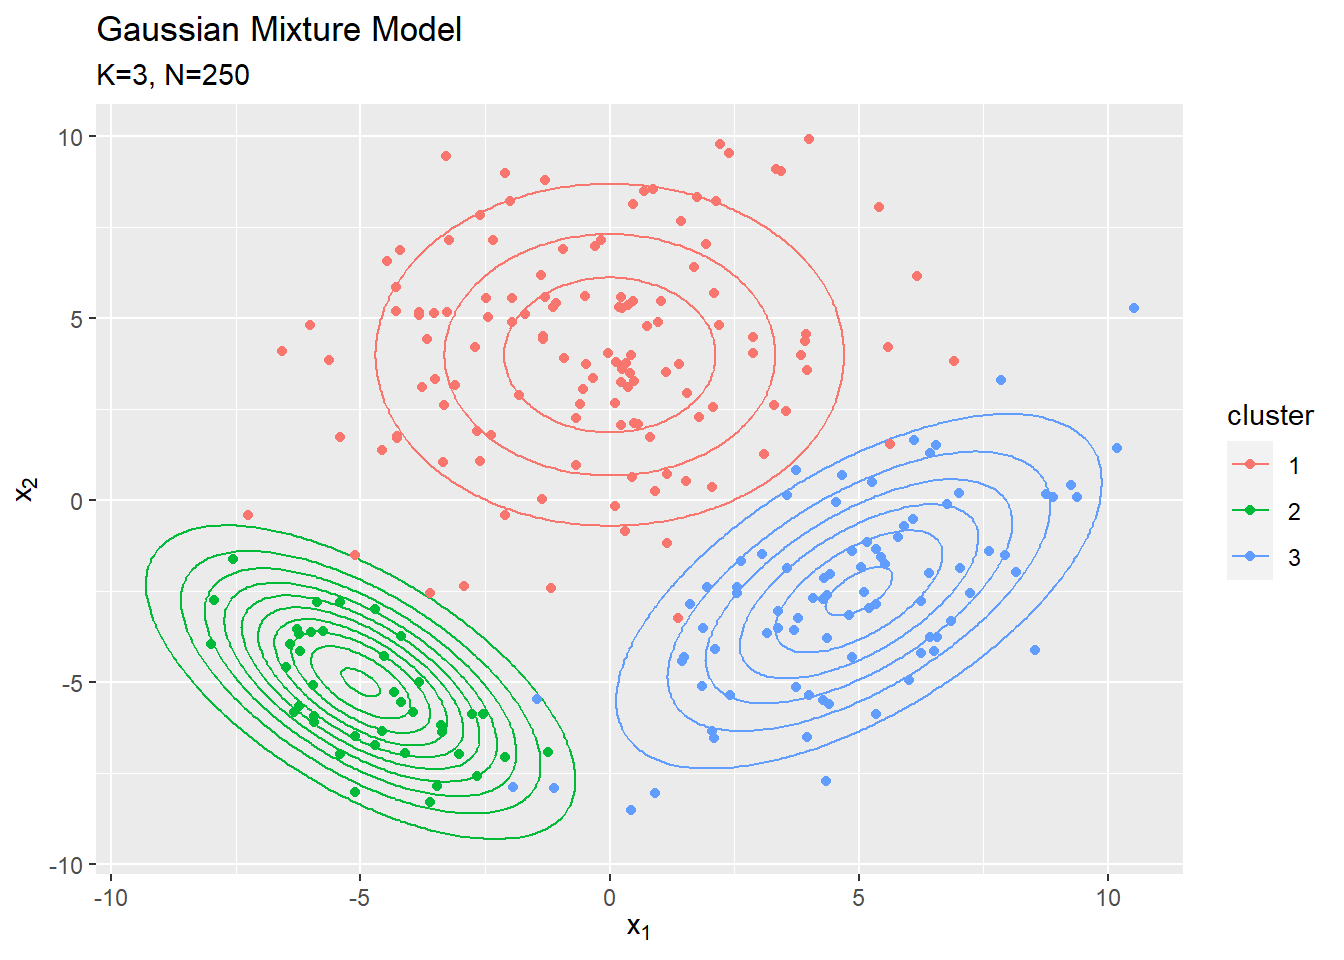 Gaussian Mixture Model
K=3, N=250
10
5
0
-5
-10
x₂
-10 -5 0 5 10
x₁
cluster
1
2
3